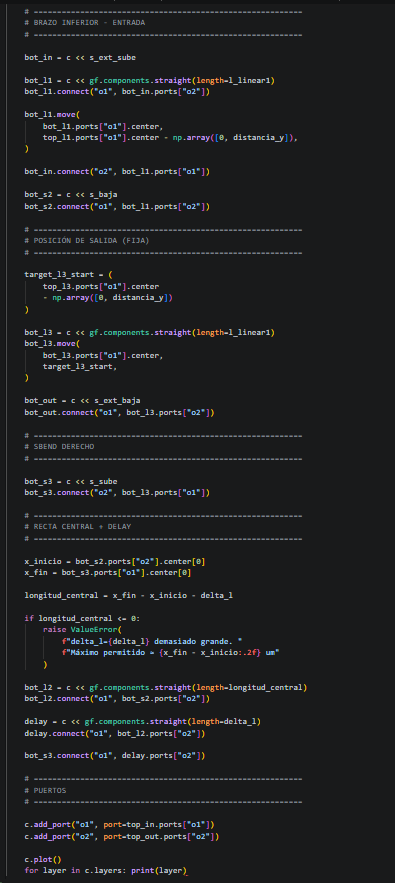 # ============================================================
# BRAZO INFERIOR - ENTRADA
# ============================================================
bot_in = c << s_ext_sube
bot_l1 = c << gf.components.straight(length=l_linear1)
bot_l1.connect("o1", bot_in.ports["o2"])
bot_l1.move(
    bot_l1.ports["o1"].center,
    top_l1.ports["o1"].center - np.array([0, distancia_y]),
)
bot_in.connect("o2", bot_l1.ports["o1"])
bot_s2 = c << s_baja
bot_s2.connect("o1", bot_l1.ports["o2"])
# ============================================================
# POSICIÓN DE SALIDA (FIJA)
# ============================================================
target_l3_start = (
    top_l3.ports["o1"].center
    - np.array([0, distancia_y])
)
bot_l3 = c << gf.components.straight(length=l_linear1)
bot_l3.move(
    bot_l3.ports["o1"].center,
    target_l3_start,
)
bot_out = c << s_ext_baja
bot_out.connect("o1", bot_l3.ports["o2"])
# ============================================================
# SBEND DERECHO
# ============================================================
bot_s3 = c << s_sube
bot_s3.connect("o2", bot_l3.ports["o1"])
# ============================================================
# RECTA CENTRAL + DELAY
# ============================================================
x_inicio = bot_s2.ports["o2"].center[0]
x_fin = bot_s3.ports["o1"].center[0]
longitud_central = x_fin - x_inicio - delta_l
if longitud_central <= 0:
    raise ValueError(
        f"delta_l={delta_l} demasiado grande. "
        f"Máximo permitido ≈ {x_fin - x_inicio:.2f} um"
    )
bot_l2 = c << gf.components.straight(length=longitud_central)
bot_l2.connect("o1", bot_s2.ports["o2"])
delay = c << gf.components.straight(length=delta_l)
delay.connect("o1", bot_l2.ports["o2"])
bot_s3.connect("o1", delay.ports["o2"])
# ============================================================
# PUERTOS
# ============================================================
c.add_port("o1", port=top_in.ports["o1"])
c.add_port("o2", port=top_out.ports["o2"])
c.plot()
for layer in c.layers: print(layer)